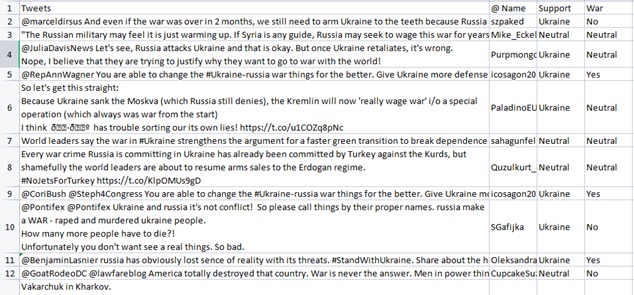 1 Tweets @ Name Support War
2 @marceldirsus And even if the war was over in 2 months, we still need to arm Ukraine to the teeth because Russia szpaked Ukraine No
3 "The Russian military may feel it is just warming up. If Syria is any guide, Russia may seek to wage this war for years Mike_Eckel Neutral Neutral
@JuliaDavisNews Let's see, Russia attacks Ukraine and that is okay. But once Ukraine retaliates, it's wrong.
4 Nope, I believe that they are trying to justify why they want to go to war with the world! Purpmong Ukraine Neutral
5 @RepAnnWagner You are able to change the #Ukraine-russia war things for the better. Give Ukraine more defense icosagon20 Ukraine Yes
So let's get this straight:
Because Ukraine sank the Moskva (which Russia still denies), the Kremlin will now 'really wage war' i/o a special
6 operation (which always was war from the start) PaladinoEU Ukraine Neutral
I think has trouble sorting our its own lies! https://t.co/u1COZq8pNc
7 World leaders say the war in #Ukraine strengthens the argument for a faster green transition to break dependence sahagunfel Neutral Neutral
Every war crime Russia is committing in Ukraine has already been committed by Turkey against the Kurds, but
8 shamefully the world leaders are about to resume arms sales to the Erdogan regime. Quzulkurt_ Neutral Neutral
#NoJetsForTurkey https://t.co/KIpOMUs9gD
9 @CoriBush @Steph4Congress You are able to change the #Ukraine-russia war things for the better. Give Ukraine mo icosagon20 Ukraine Yes
@Pontifex @Pontifex Ukraine and russia it's not conflict! So please call things by their proper names. russia make
a WAR - raped and murdered ukraine people.
10 How many more people have to die?! SGafijka Ukraine No
Unfortunately you don't want see a real things. So bad.
11 @BenjaminLasnier russia has obviously lost sense of reality with its threats. #StandWithUkraine. Share about the h Oleksandra Ukraine Yes
12 @GoatRodeoDC @lawfareblog America totally destroyed that country. War is never the answer. Men in power thin CupcakeSu Neutral No
Vakarchuk in Kharkov.